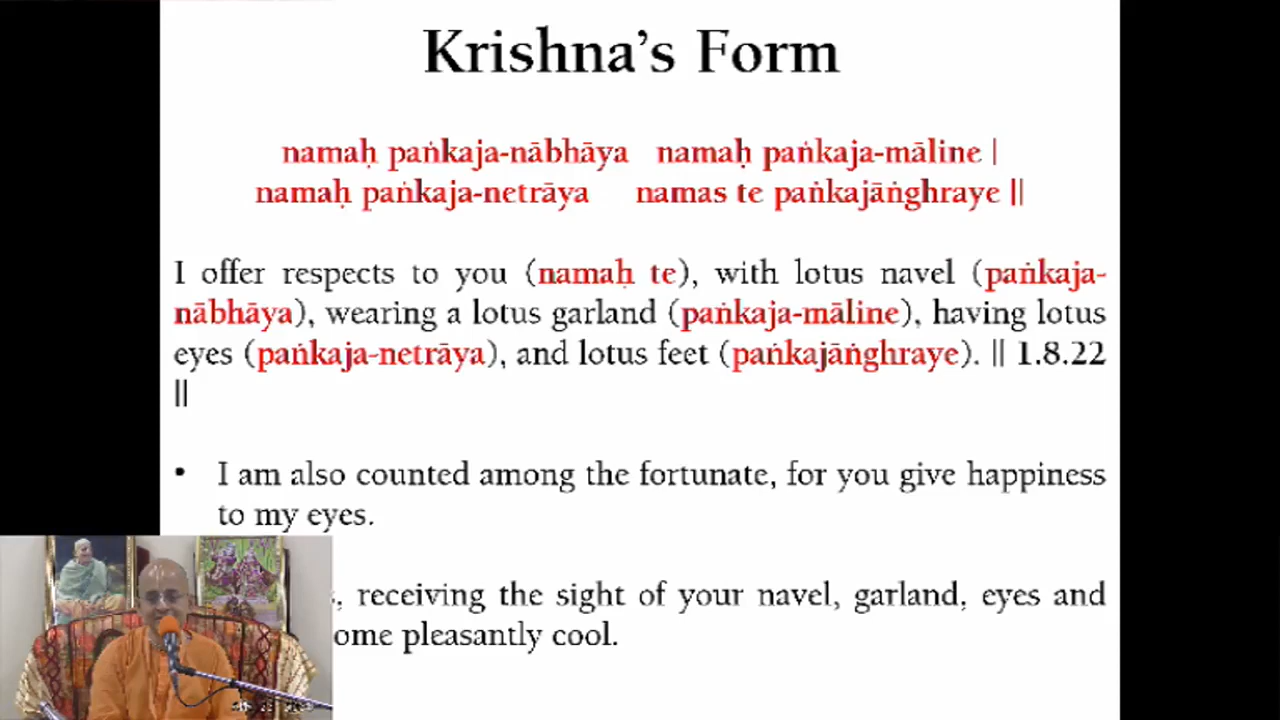 Krishna's Form
namaḥ paṅkaja-nābhāya namaḥ paṅkaja-māline |
namaḥ paṅkaja-netrāya namas te paṅkajāṅghraye ||
I offer respects to you (namaḥ te), with lotus navel (paṅkaja-
nābhāya), wearing a lotus garland (paṅkaja-māline), having lotus
eyes (paṅkaja-netrāya), and lotus feet (paṅkajāṅghraye). || 1.8.22
||
• I am also counted among the fortunate, for you give happiness
to my eyes.
, receiving the sight of your navel, garland, eyes and
ome pleasantly cool.